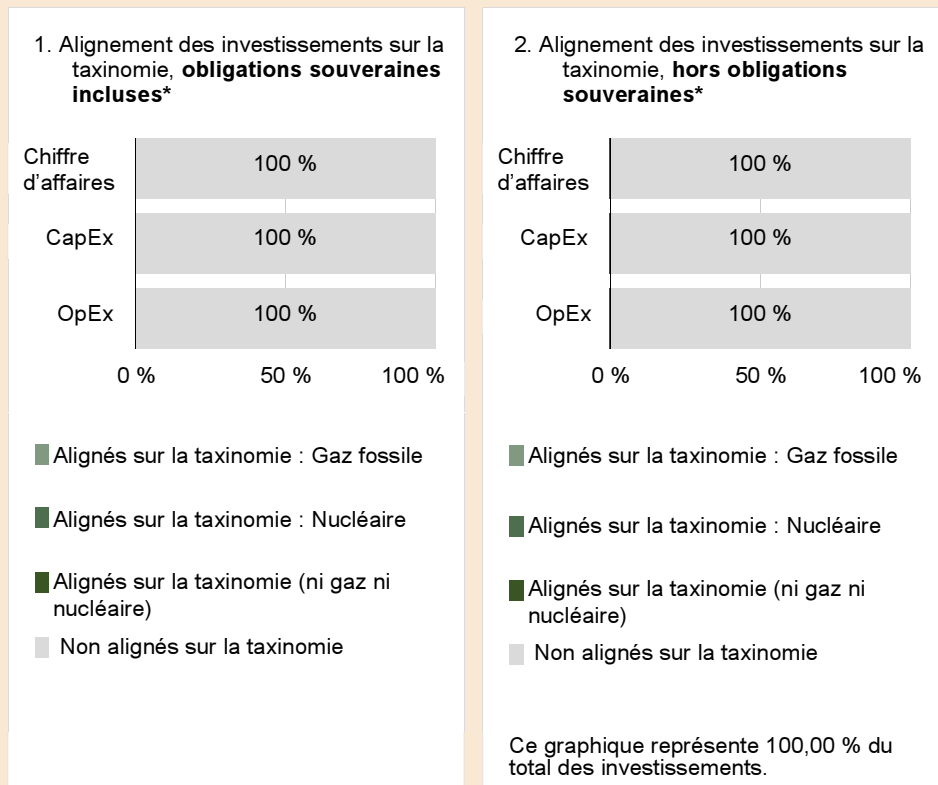 1. Alignement des investissements sur la
taxinomie, obligations souveraines
incluses*
Chiffre
d’affaires
100 %
CapEx
100 %
OpEx
100 %
0 %
50 %
100 %
Alignés sur la taxinomie : Gaz fossile
Alignés sur la taxinomie : Nucléaire
Alignés sur la taxinomie (ni gaz ni
nucléaire)
Non alignés sur la taxinomie
2. Alignement des investissements sur la
taxinomie, hors obligations
souveraines*
Chiffre
d’affaires
100 %
CapEx
100 %
OpEx
100 %
0 %
50 %
100 %
Alignés sur la taxinomie : Gaz fossile
Alignés sur la taxinomie : Nucléaire
Alignés sur la taxinomie (ni gaz ni
nucléaire)
Non alignés sur la taxinomie
Ce graphique représente 100,00 % du
total des investissements.